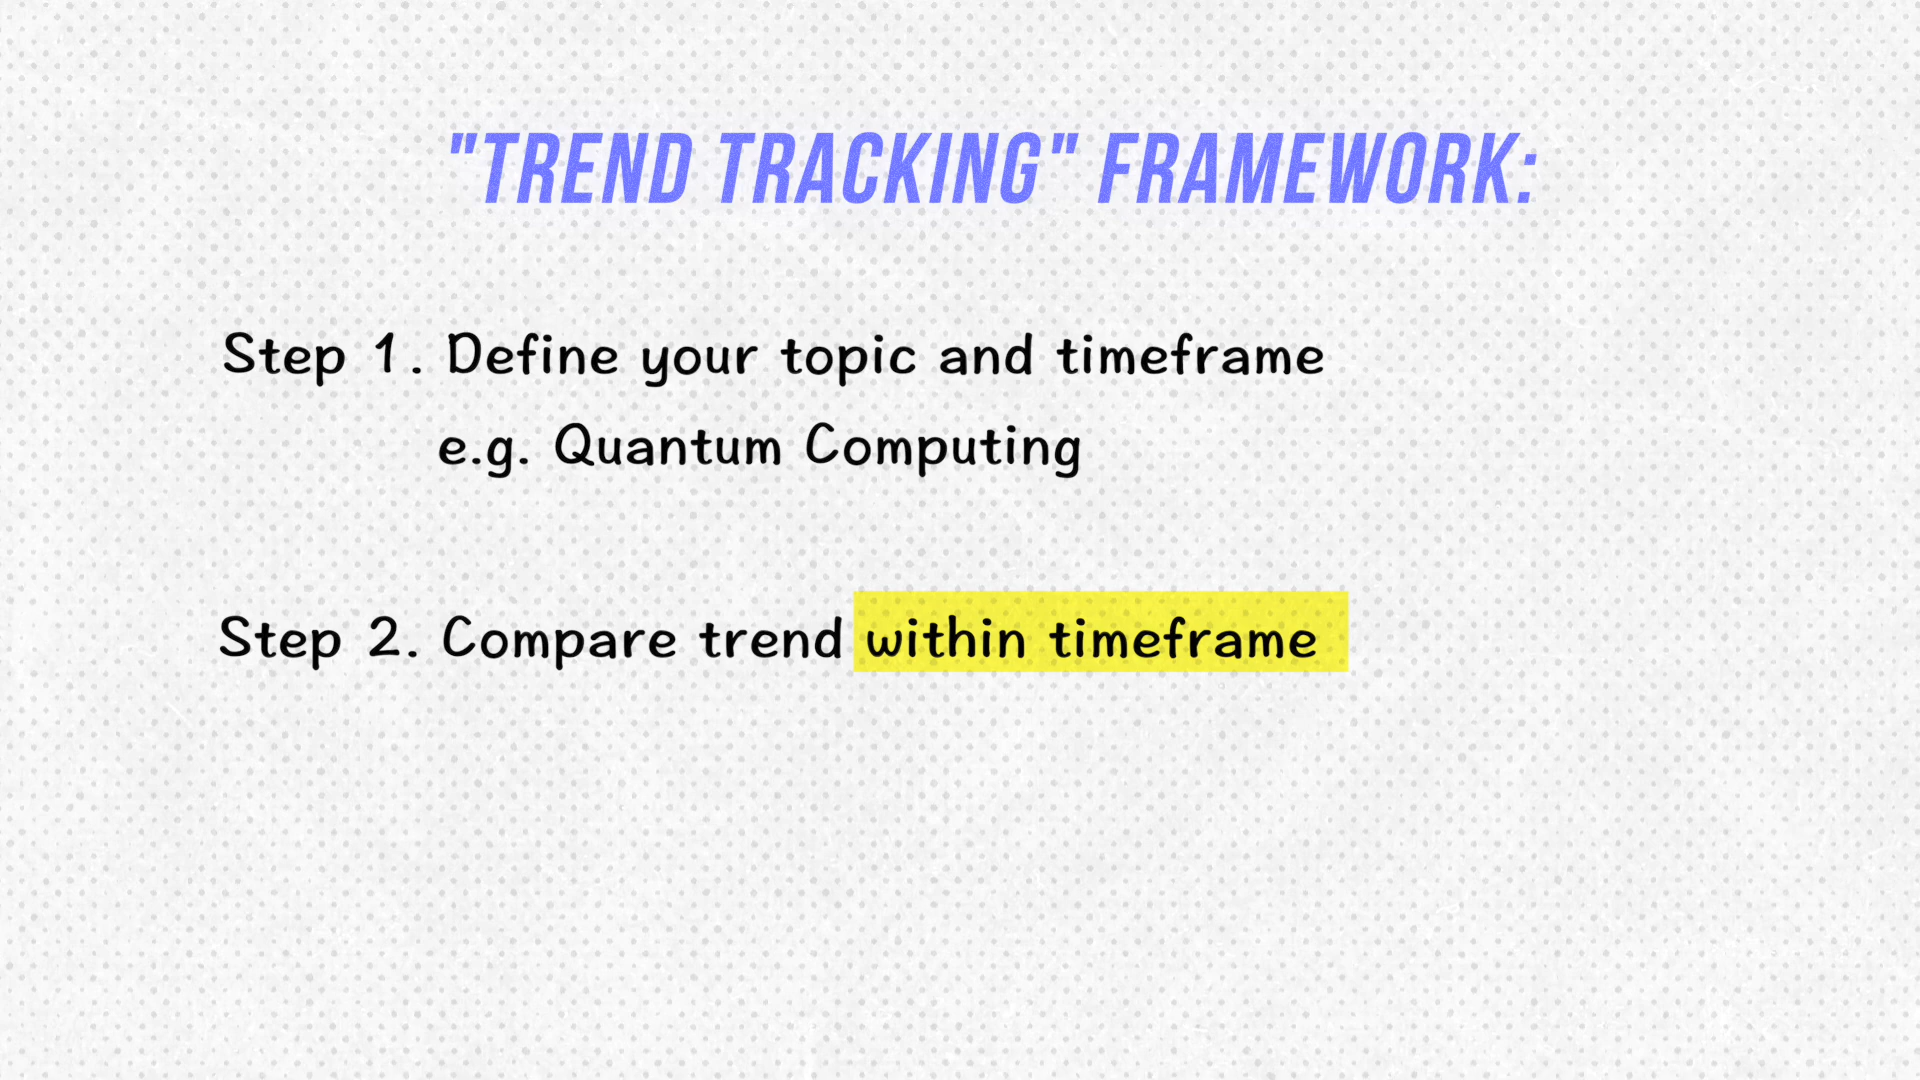 "TREND TRACKING" FRAMEWORK:
Step 1. Define your topic and timeframe
e.g. Quantum Computing
Step 2. Compare trend within timeframe